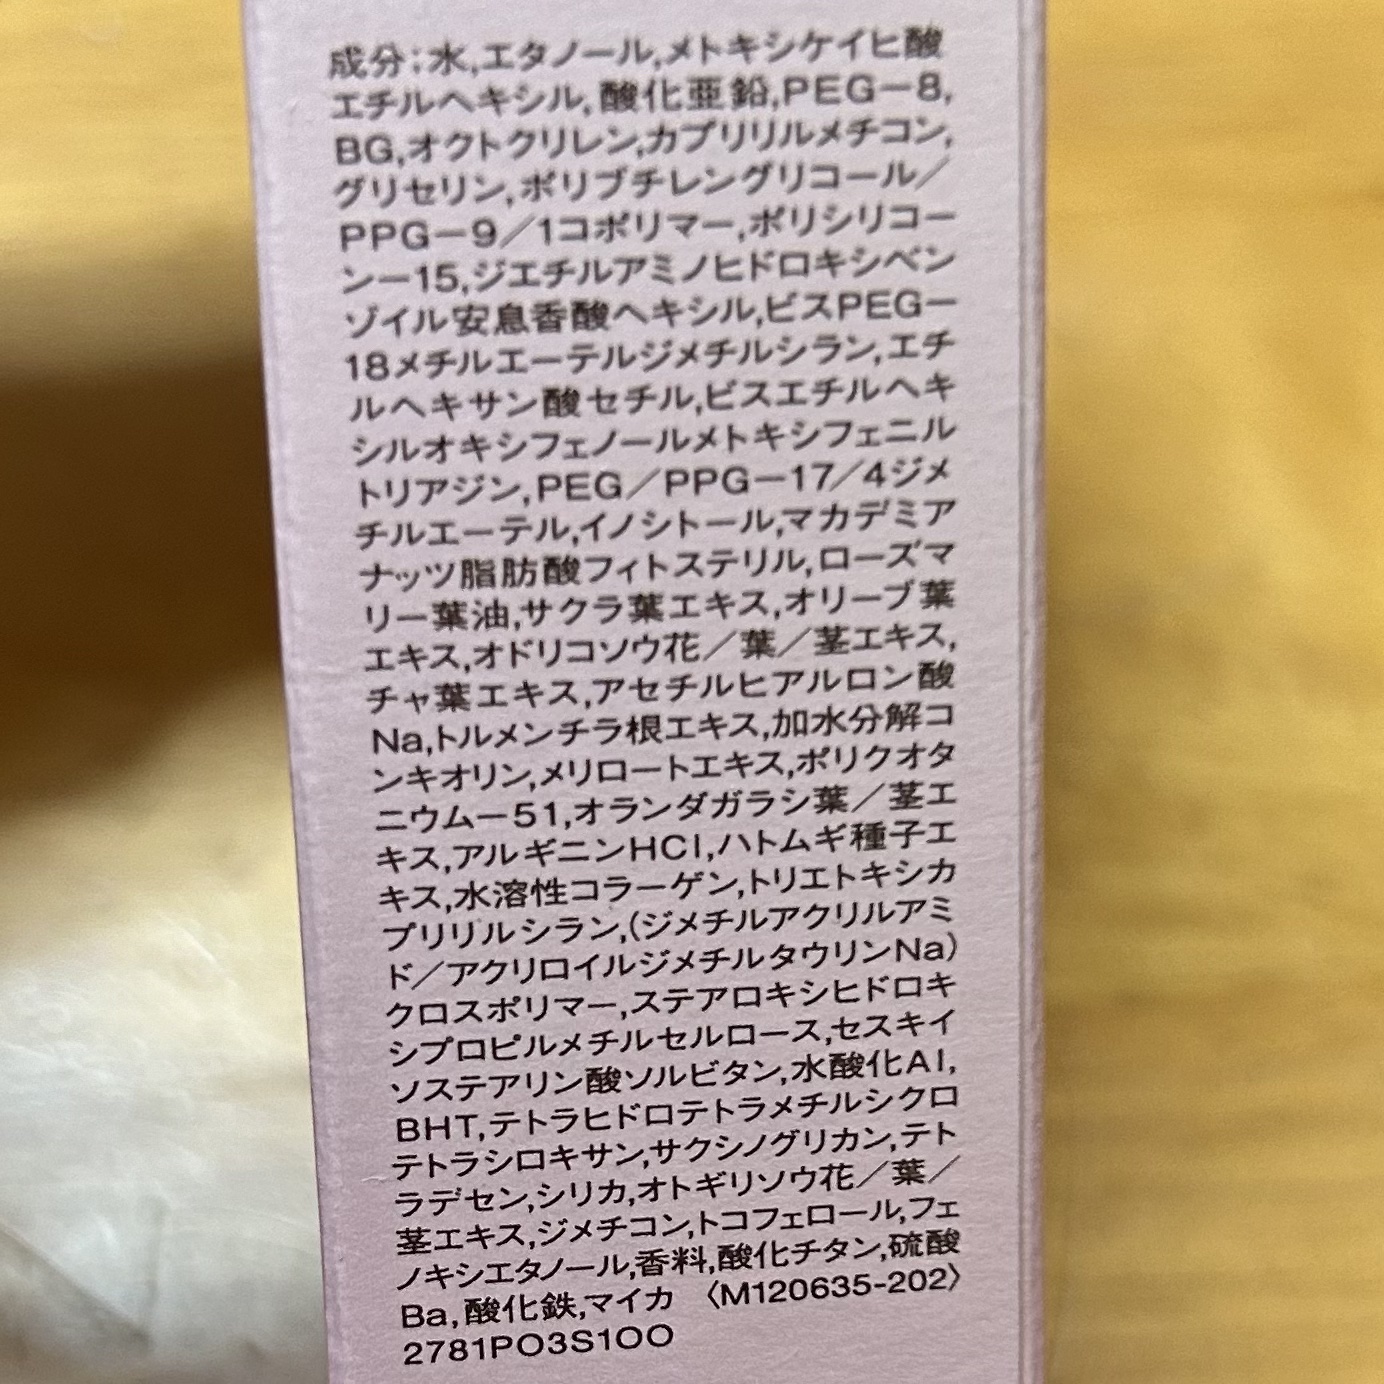 成分:水,エタノール,メトキシケイヒ酸
エチルヘキシル,酸化亜鉛,PEG－8,
BG,オクトクリレン,カプリリルメチコン,
グリセリン,ポリブチレングリコール／
PPG－9／1コポリマー,ポリシリコー
ン－15,ジエチルアミノヒドロキシベン
ゾイル安息香酸ヘキシル,ビスPEG－
18メチルエーテルジメチルシラン,エチ
ルヘキサン酸セチル,ビスエチルヘキ
シルオキシフェノールメトキシフェニル
トリアジン,PEG／PPG－17／4ジメ
チルエーテル,イノシトール,マカデミア
ナッツ脂肪酸フィトステリル,ローズマ
リー葉油,サクラ葉エキス,オリーブ葉
エキス,オドリコソウ花／葉／茎エキス,
チャ葉エキス,アセチルヒアルロン酸
Na,トルメンチラ根エキス,加水分解コ
ンキオリン,メリロートエキス,ポリクオタ
ニウム－51,オランダガラシ葉／茎エ
キス,アルギニンHCl,ハトムギ種子エ
キス,水溶性コラーゲン,トリエトキシカ
プリリルシラン,(ジメチルアクリルアミ
ド／アクリロイルジメチルタウリンNa)
クロスポリマー,ステアロキシヒドロキ
シプロピルメチルセルロース,セスキイ
ソステアリン酸ソルビタン,水酸化Al,
BHT,テトラヒドロテトラメチルシクロ
テトラシロキサン,サクシノグリカン,テト
ラデセン,シリカ,オトギリソウ花／葉／
茎エキス,ジメチコン,トコフェロール,フェ
ノキシエタノール,香料,酸化チタン,硫酸
Ba,酸化鉄,マイカ 〈M120635-202〉
2781PO3S1OO